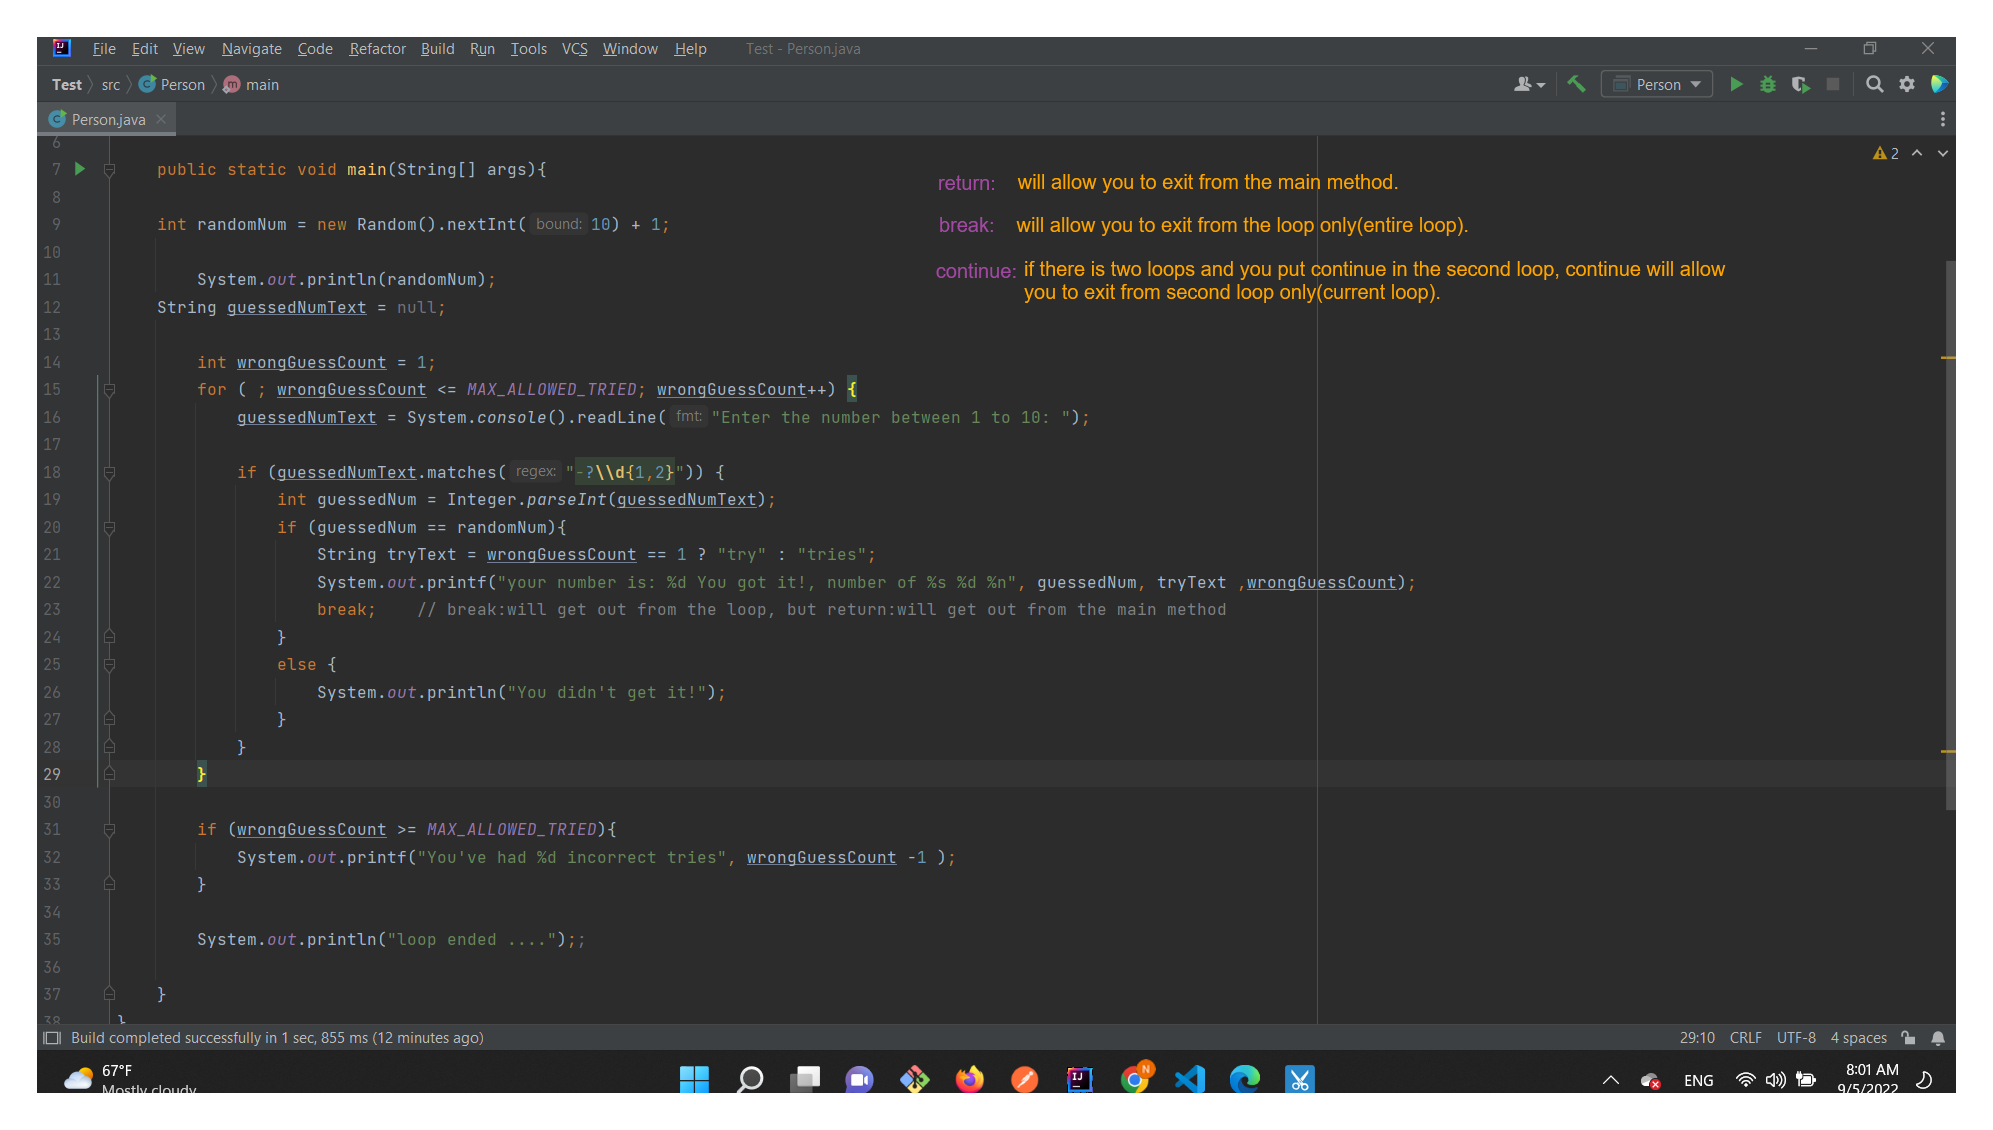 File Edit View Navigate Code Refactor Build Run Tools VCS Window Help Test - Person.java
Test src Person main Person
Person.java
6
7 public static void main(String[] args){
return: will allow you to exit from the main method.
8
9 int randomNum = new Random().nextInt( bound: 10) + 1;
break: will allow you to exit from the loop only(entire loop).
10
11 System.out.println(randomNum);
continue: if there is two loops and you put continue in the second loop, continue will allow
you to exit from second loop only(current loop).
12 String guessedNumText = null;
13
14 int wrongGuessCount = 1;
15 for ( ; wrongGuessCount <= MAX_ALLOWED_TRIED; wrongGuessCount++) {
16 guessedNumText = System.console().readLine( fmt: "Enter the number between 1 to 10: ");
17
18 if (guessedNumText.matches( regex: "-?\\d{1,2}")) {
19 int guessedNum = Integer.parseInt(guessedNumText);
20 if (guessedNum == randomNum){
21 String tryText = wrongGuessCount == 1 ? "try" : "tries";
22 System.out.printf("your number is: %d You got it!, number of %s %d %n", guessedNum, tryText ,wrongGuessCount);
23 break; // break:will get out from the loop, but return:will get out from the main method
24 }
25 else {
26 System.out.println("You didn't get it!");
27 }
28 }
29 }
30
31 if (wrongGuessCount >= MAX_ALLOWED_TRIED){
32 System.out.printf("You've had %d incorrect tries", wrongGuessCount -1 );
33 }
34
35 System.out.println("loop ended ....");;
36
37 }
38 }
2
Build completed successfully in 1 sec, 855 ms (12 minutes ago) 29:10 CRLF UTF-8 4 spaces
67°F
Mostly cloudy
ENG
8:01 AM
9/5/2022